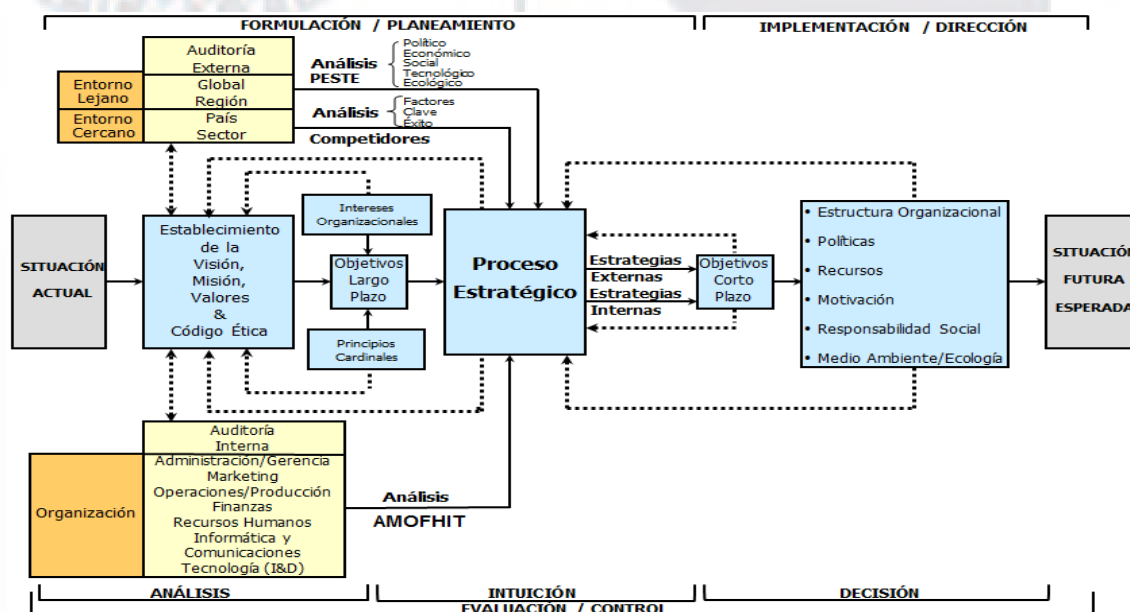 FORMULACIÓN / PLANEAMIENTO
IMPLEMENTACIÓN / DIRECCIÓN
Auditoría
Externa
Entorno
Lejano
Global
Región
Entorno
Cercano
País
Sector
Análisis
PESTE
Político
Económico
Social
Tecnológico
Ecológico
Análisis
Competidores
Factores
Clave
Éxito
SITUACIÓN
ACTUAL
Establecimiento
de la
Visión,
Misión,
Valores
&
Código Ética
Intereses
Organizacionales
Objetivos
Largo
Plazo
Principios
Cardinales
Proceso
Estratégico
Estrategias
Externas
Estrategias
Internas
Objetivos
Corto
Plazo
• Estructura Organizacional
• Políticas
• Recursos
• Motivación
• Responsabilidad Social
• Medio Ambiente/Ecología
SITUACIÓN
FUTURA
ESPERADA
Organización
Auditoría
Interna
Administración/Gerencia
Marketing
Operaciones/Producción
Finanzas
Recursos Humanos
Informática y
Comunicaciones
Tecnología (I&D)
Análisis
AMOFHIT
ANÁLISIS
INTUICIÓN
DECISIÓN
EVALUACIÓN / CONTROL